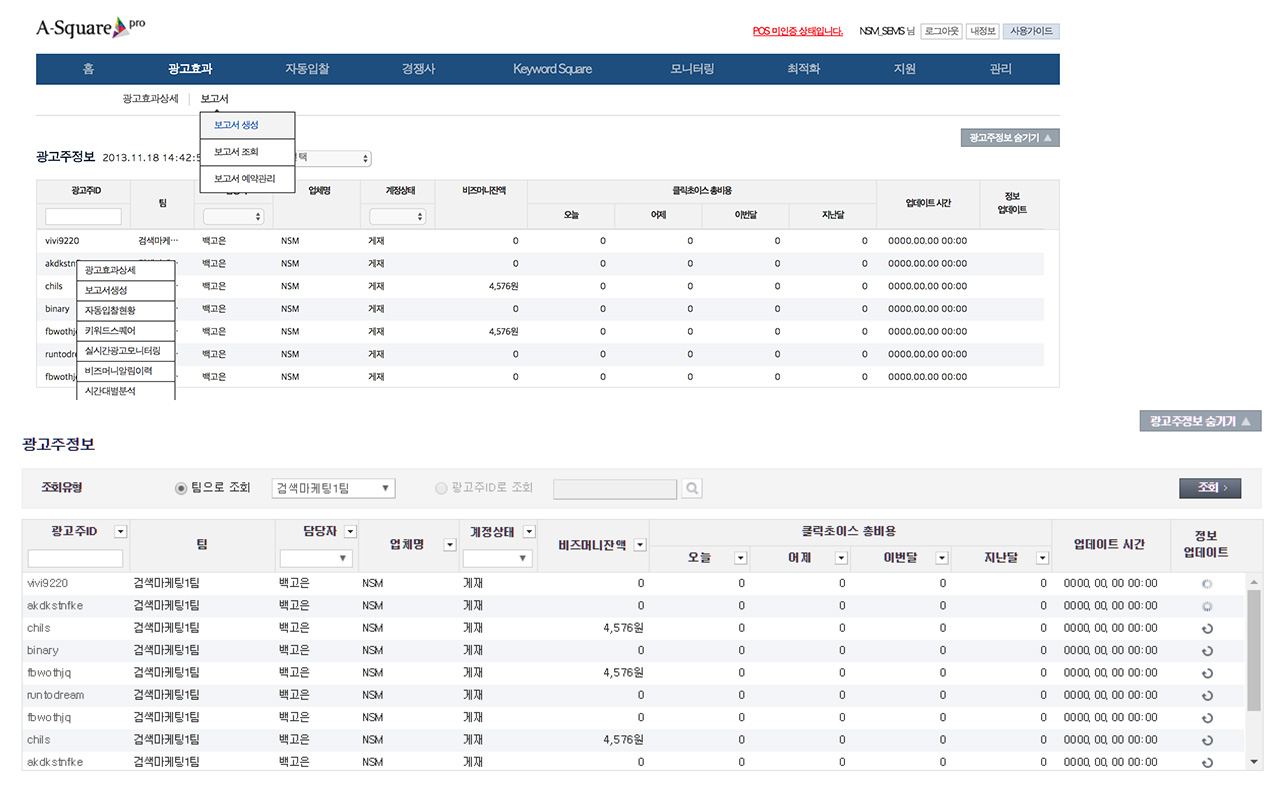 A-Square pro
POS 미인증 상태입니다. NSM_SEMS 님 로그아웃 내정보 사용가이드
홈 광고효과 자동입찰 경쟁사 Keyword Square 모니터링 최적화 지원 관리
광고효과상세 보고서
보고서 생성
보고서 조회
보고서 예약관리
광고주정보 숨기기
광고주정보 2013.11.18 14:42:5
광고주ID 팀 업체명 계정상태 비즈머니잔액 클릭초이스 총비용 업데이트 시간 정보 업데이트
오늘 어제 이번달 지난달
vivi9220 검색마케… 백고은 NSM 게재 0 0 0 0 0 0000.00.00 00:00
akdkstn 백고은 NSM 게재 0 0 0 0 0 0000.00.00 00:00
chils 백고은 NSM 게재 4,576원 0 0 0 0 0000.00.00 00:00
binary 백고은 NSM 게재 0 0 0 0 0 0000.00.00 00:00
fbwothj 백고은 NSM 게재 4,576원 0 0 0 0 0000.00.00 00:00
runtodr 백고은 NSM 게재 0 0 0 0 0 0000.00.00 00:00
fbwothj 백고은 NSM 게재 0 0 0 0 0 0000.00.00 00:00
광고효과상세
보고서생성
자동입찰현황
키워드스퀘어
실시간광고모니터링
비즈머니알림이력
시간대별분석
광고주정보 숨기기
광고주정보
조회유형 팀으로 조회 검색마케팅1팀 광고주ID로 조회 조회
광고주ID 팀 담당자 업체명 계정상태 비즈머니잔액 클릭초이스 총비용 업데이트 시간 정보 업데이트
오늘 어제 이번달 지난달
vivi9220 검색마케팅1팀 백고은 NSM 게재 0 0 0 0 0 0000, 00, 00 00:00
akdkstnfke 검색마케팅1팀 백고은 NSM 게재 0 0 0 0 0 0000, 00, 00 00:00
chils 검색마케팅1팀 백고은 NSM 게재 4,576원 0 0 0 0 0000, 00, 00 00:00
binary 검색마케팅1팀 백고은 NSM 게재 0 0 0 0 0 0000, 00, 00 00:00
fbwothjq 검색마케팅1팀 백고은 NSM 게재 4,576원 0 0 0 0 0000, 00, 00 00:00
runtodream 검색마케팅1팀 백고은 NSM 게재 0 0 0 0 0 0000, 00, 00 00:00
fbwothjq 검색마케팅1팀 백고은 NSM 게재 0 0 0 0 0 0000, 00, 00 00:00
chils 검색마케팅1팀 백고은 NSM 게재 4,576원 0 0 0 0 0000, 00, 00 00:00
akdkstnfke 검색마케팅1팀 백고은 NSM 게재 0 0 0 0 0 0000, 00, 00 00:00